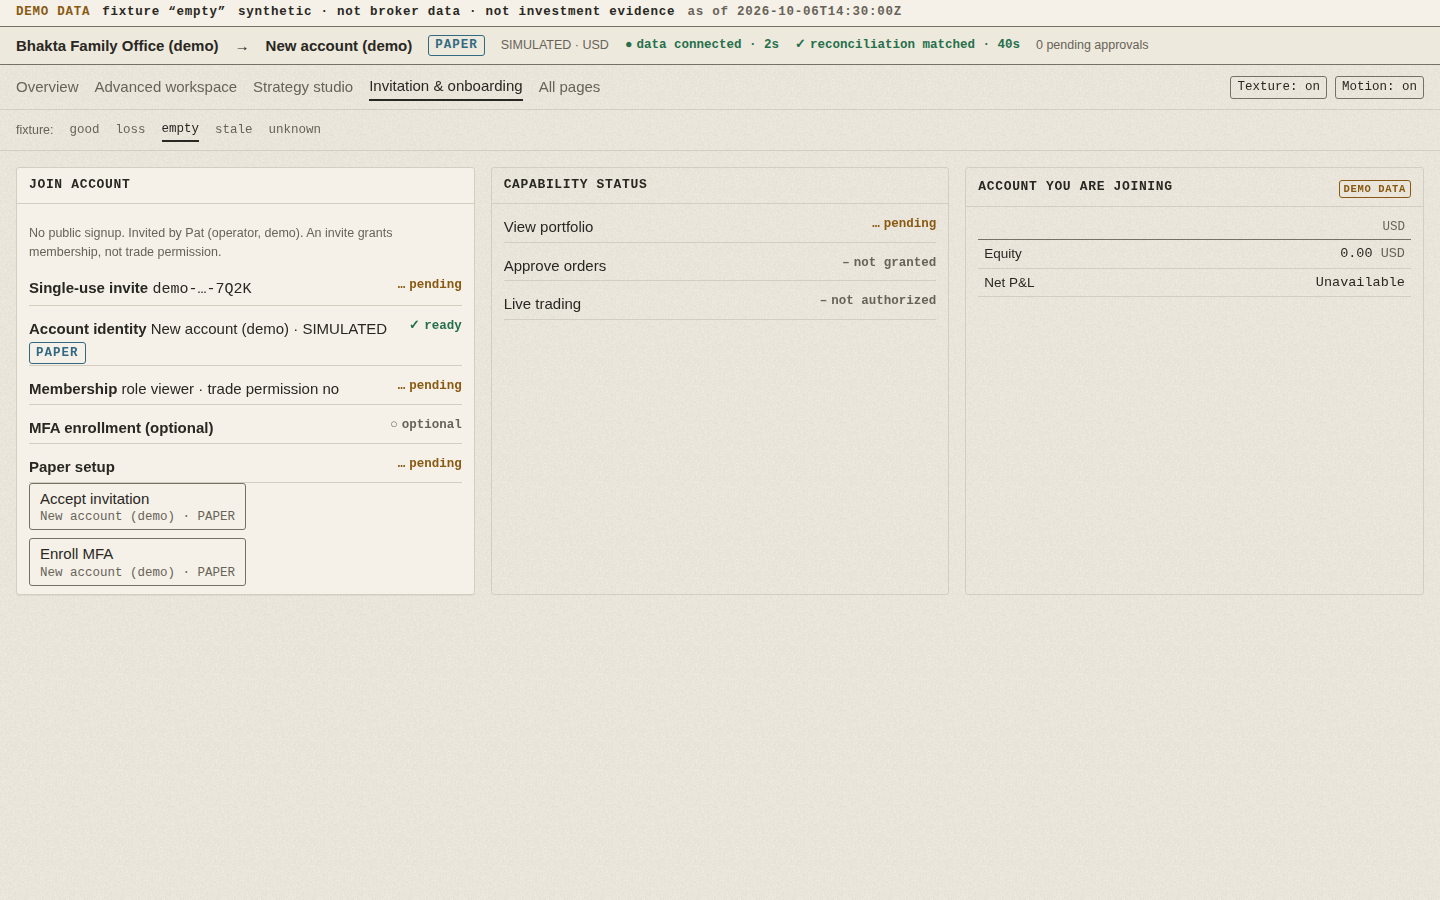 DEMO DATA fixture “empty” synthetic · not broker data · not investment evidence as of 2026-10-06T14:30:00Z
Bhakta Family Office (demo) → New account (demo) PAPER SIMULATED · USD ● data connected · 2s ✓ reconciliation matched · 40s 0 pending approvals
Overview Advanced workspace Strategy studio Invitation & onboarding All pages Texture: on Motion: on
fixture: good loss empty stale unknown
JOIN ACCOUNT
No public signup. Invited by Pat (operator, demo). An invite grants
membership, not trade permission.
Single-use invite demo-…-7Q2K … pending
Account identity New account (demo) · SIMULATED ✓ ready
PAPER
Membership role viewer · trade permission no … pending
MFA enrollment (optional) ○ optional
Paper setup … pending
Accept invitation
New account (demo) · PAPER
Enroll MFA
New account (demo) · PAPER
CAPABILITY STATUS
View portfolio … pending
Approve orders – not granted
Live trading – not authorized
ACCOUNT YOU ARE JOINING DEMO DATA
USD
Equity 0.00 USD
Net P&L Unavailable